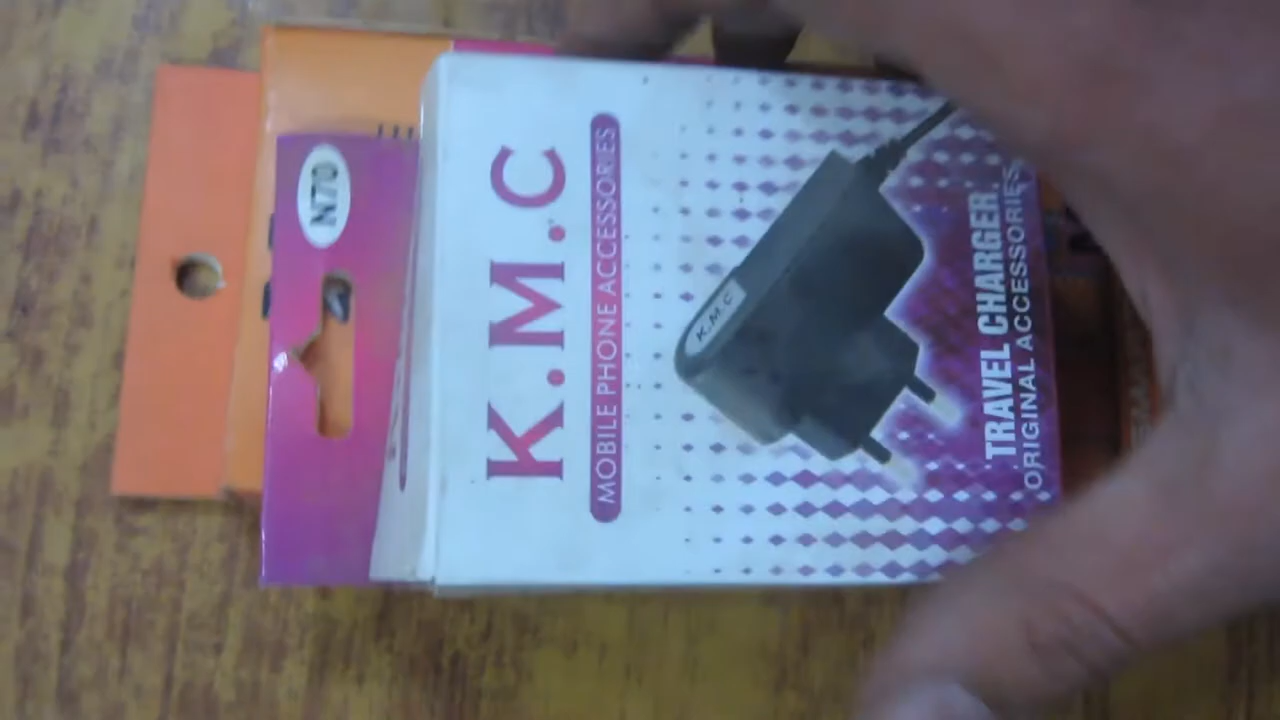 N70
K.M.C
MOBILE PHONE ACCESSORIES
K.M.C
TRAVEL CHARGER.
ORIGINAL ACCESSORIES